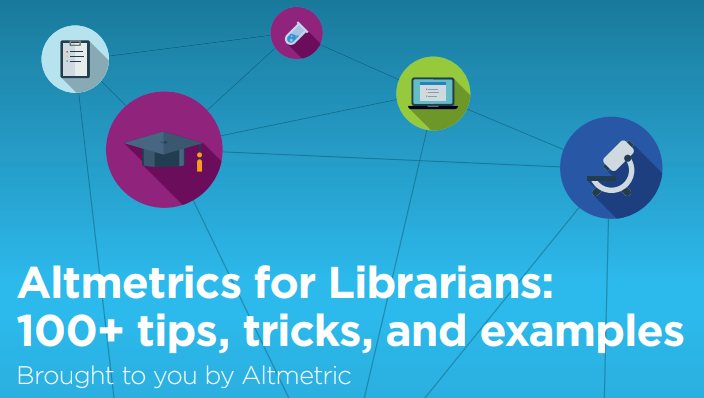 Altmetrics for Librarians:
100+ tips, tricks, and examples
Brought to you by Altmetric